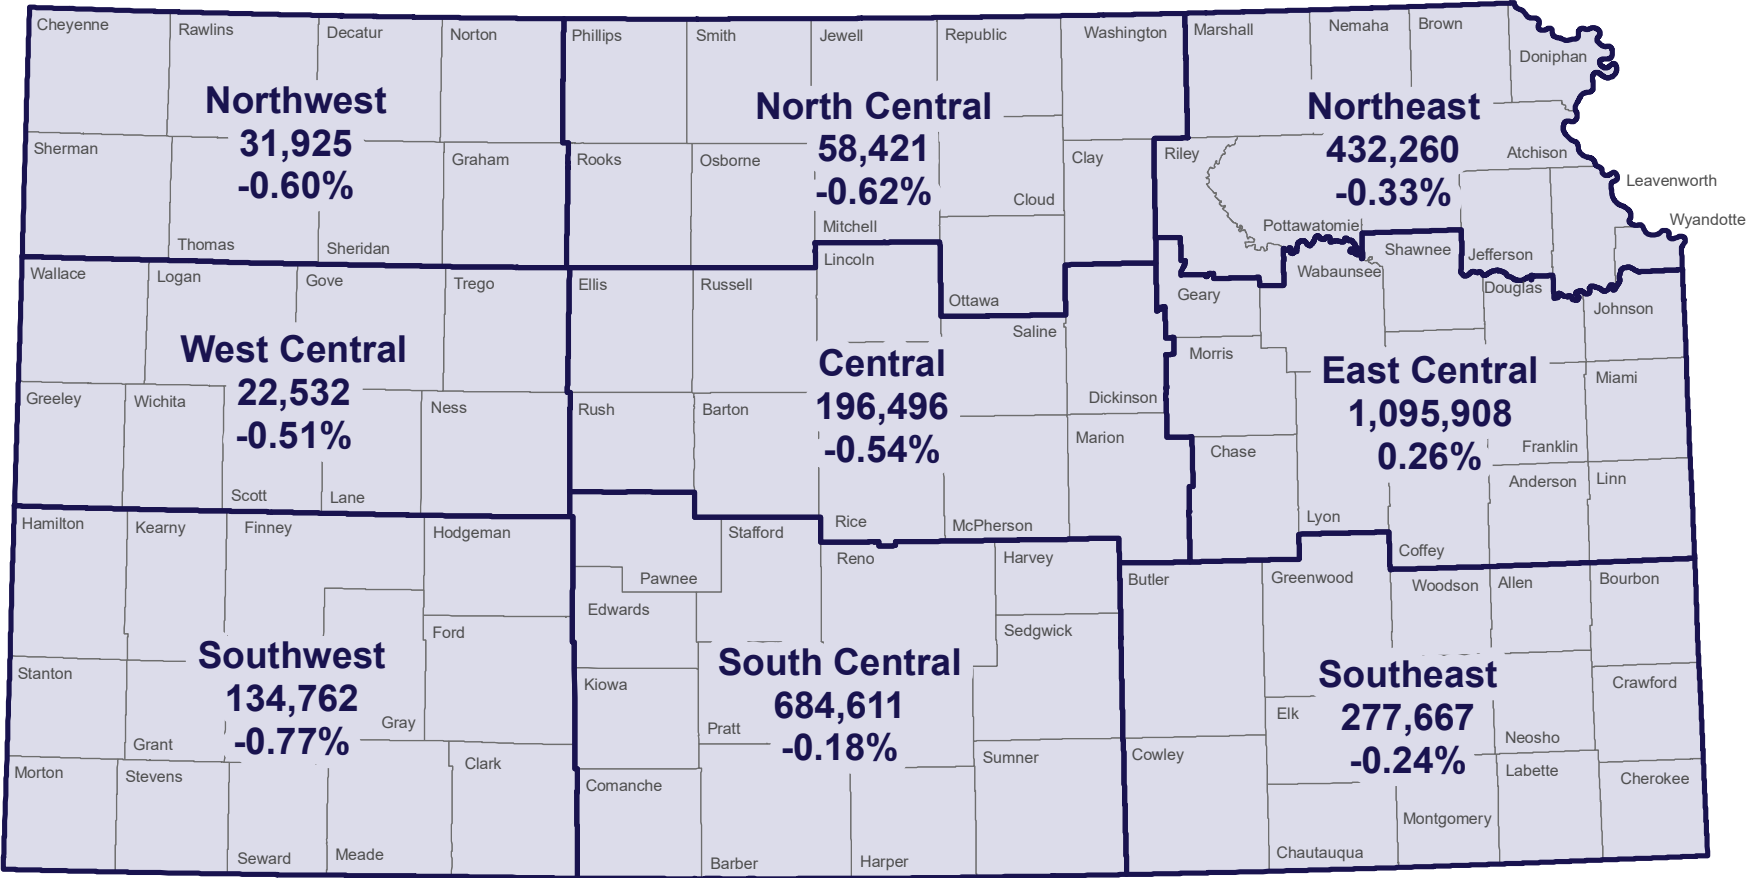 Cheyenne
Rawlins
Decatur
Norton
Phillips
Smith
Jewell
Republic
Washington
Marshall
Nemaha
Brown
Doniphan
Northwest
31,925
-0.60%
North Central
58,421
-0.62%
Northeast
432,260
-0.33%
Sherman
Graham
Rooks
Osborne
Clay
Riley
Atchison
Leavenworth
Wyandotte
Cloud
Mitchell
Pottawatomie
Thomas
Sheridan
Shawnee
Jefferson
Wallace
Logan
Gove
Trego
Ellis
Russell
Lincoln
Ottawa
Wabaunsee
Geary
Douglas
Johnson
Saline
West Central
22,532
-0.51%
Central
196,496
-0.54%
East Central
1,095,908
0.26%
Morris
Miami
Greeley
Wichita
Ness
Rush
Barton
Dickinson
Marion
Chase
Franklin
Anderson
Linn
Scott
Lane
Rice
McPherson
Lyon
Coffey
Hamilton
Kearny
Finney
Hodgeman
Stafford
Reno
Harvey
Pawnee
Butler
Greenwood
Woodson
Allen
Bourbon
Edwards
Ford
Sedgwick
Southwest
134,762
-0.77%
South Central
684,611
-0.18%
Southeast
277,667
-0.24%
Stanton
Kiowa
Crawford
Gray
Pratt
Elk
Grant
Neosho
Morton
Stevens
Clark
Comanche
Sumner
Cowley
Labette
Cherokee
Montgomery
Seward
Meade
Barber
Harper
Chautauqua